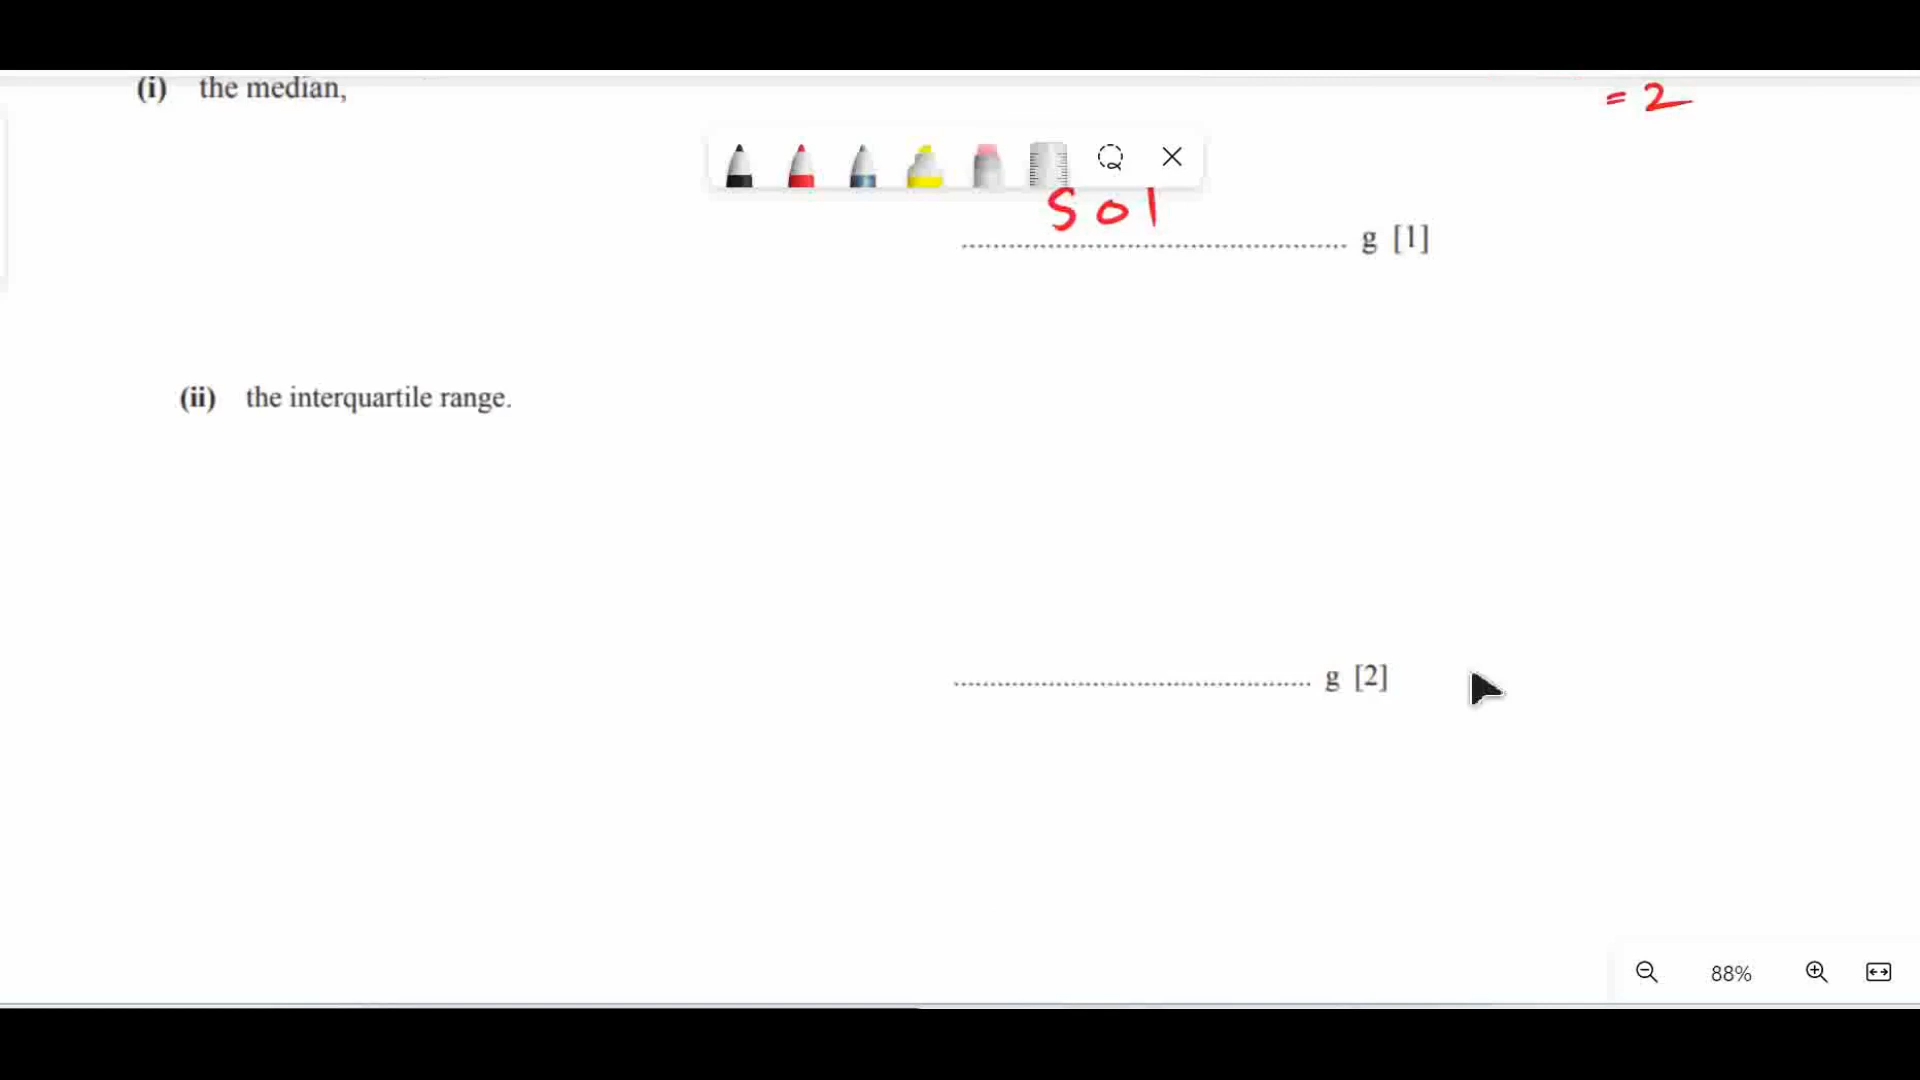 (i) the median,
= 2
501
........................................ g [1]
(ii) the interquartile range.
........................................ g [2]
88%